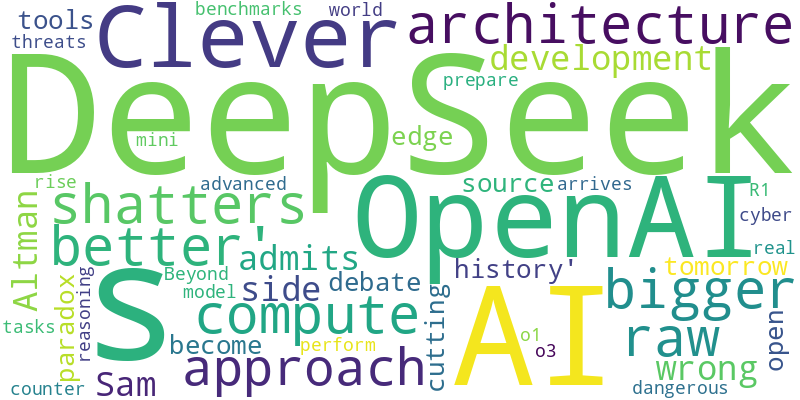 tools
Clever
benchmarks
world
architecture
threats
development
DeepSeek
prepare
mini
edge
rise
advanced
source
arrives
R1
shatters
OpenAI
cyber
Altman
better'
admits
real
history'
tomorrow
s
Beyond
model
side
debate
AI
bigger
paradox
reasoning
compute
cutting
open
tasks
become
perform
o1
o3
raw
wrong
counter
Sam
approach
dangerous